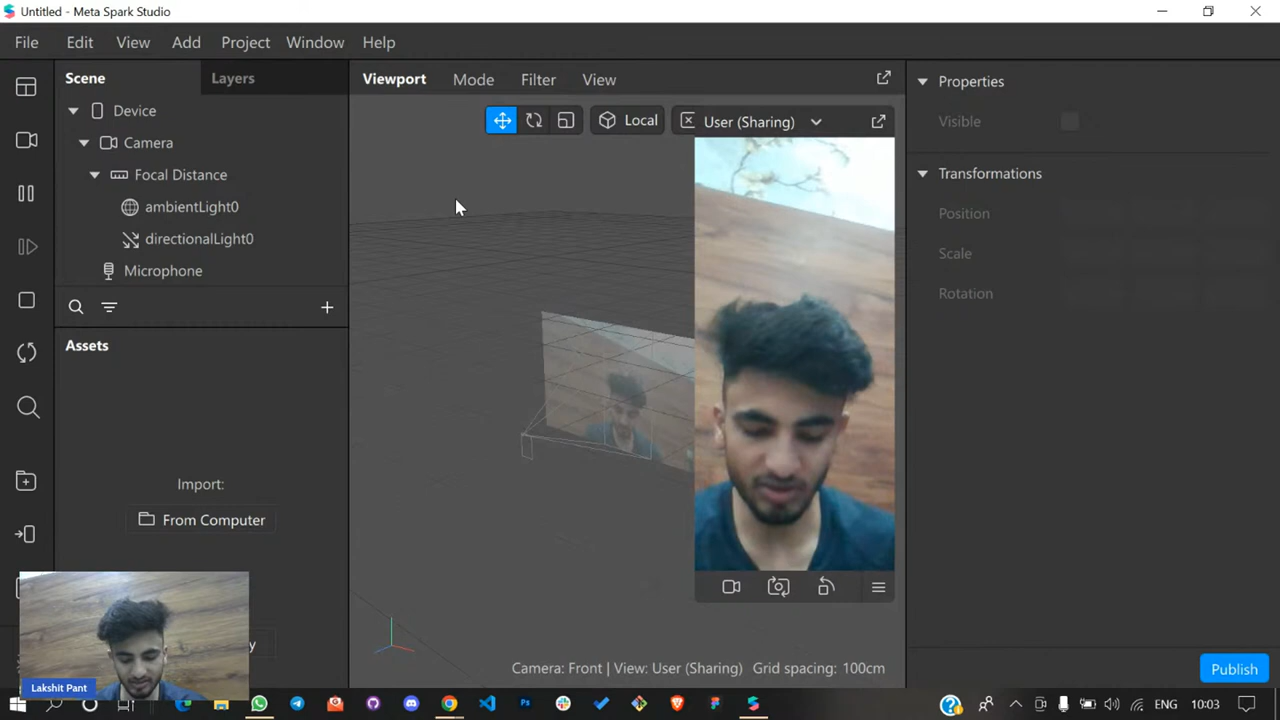 Untitled - Meta Spark Studio
File Edit View Add Project Window Help
Scene Layers
Device
Camera
Focal Distance
ambientLight0
directionalLight0
Microphone
Assets
Import:
From Computer
Lakshit Pant
Viewport Mode Filter View
Local
User (Sharing)
Camera: Front | View: User (Sharing) Grid spacing: 100cm
Properties
Visible
Transformations
Position
Scale
Rotation
Publish
ENG 10:03